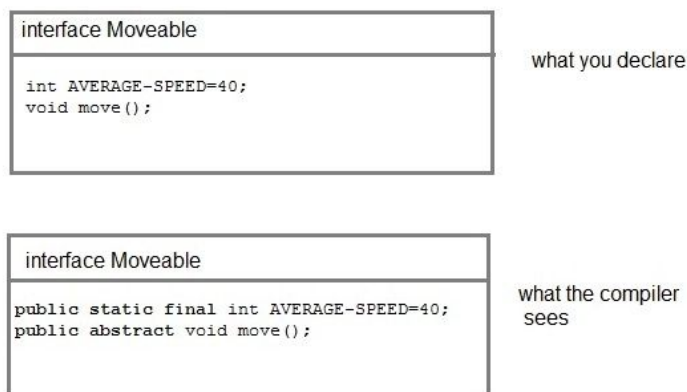 interface Moveable
what you declare
int AVERAGE-SPEED=40;
void move();
interface Moveable
what the compiler
sees
public static final int AVERAGE-SPEED=40;
public abstract void move();